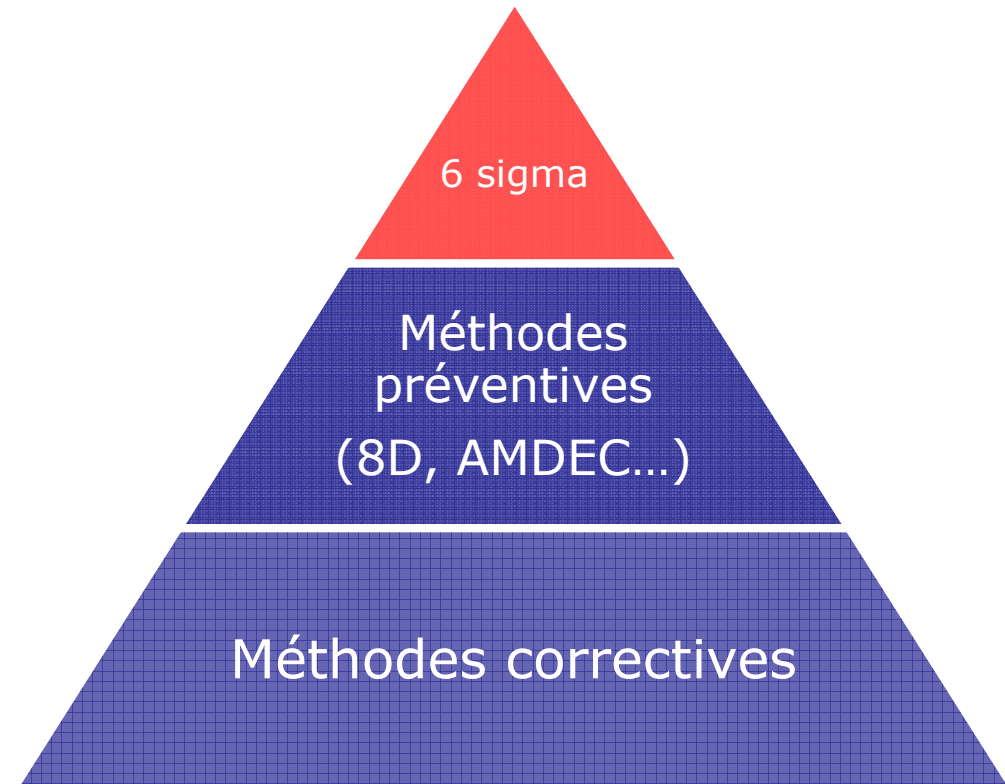 6 sigma
Méthodes
préventives
(8D, AMDEC…)
Méthodes correctives